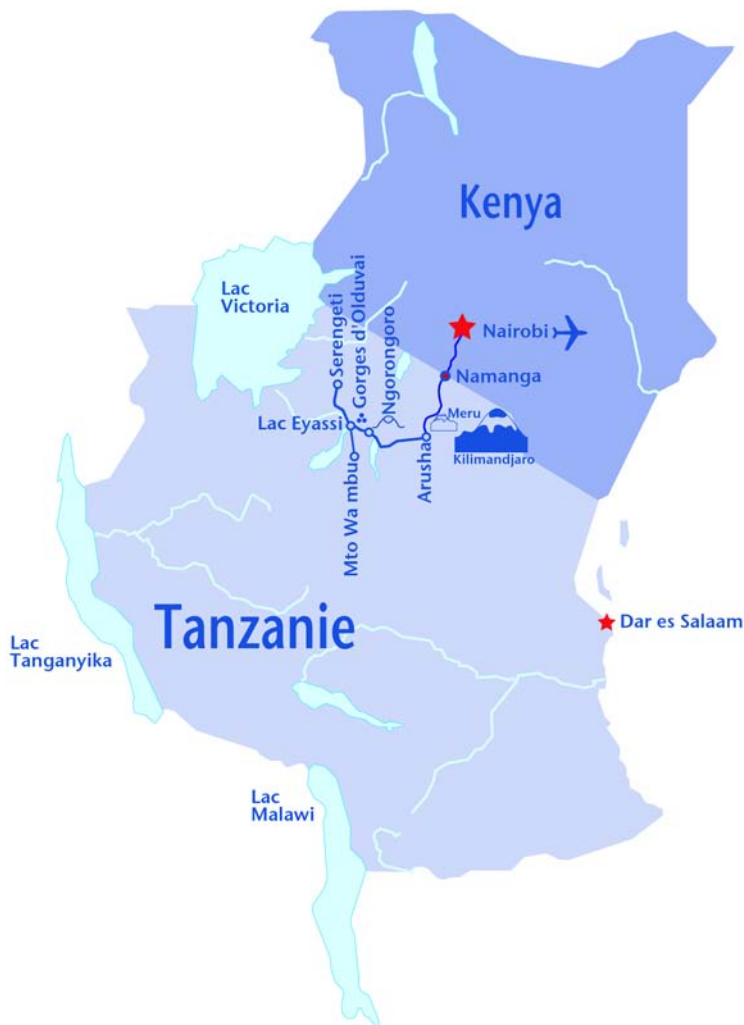 Kenya
Lac
Victoria
Serengeti
Gorges d'Olduvai
Ngorongoro
Nairobi
Namanga
Lac Eyassi
Meru
Kilimandjaro
Arusha
Mto Wa mbu
Tanzanie
Dar es Salaam
Lac
Tanganyika
Lac
Malawi